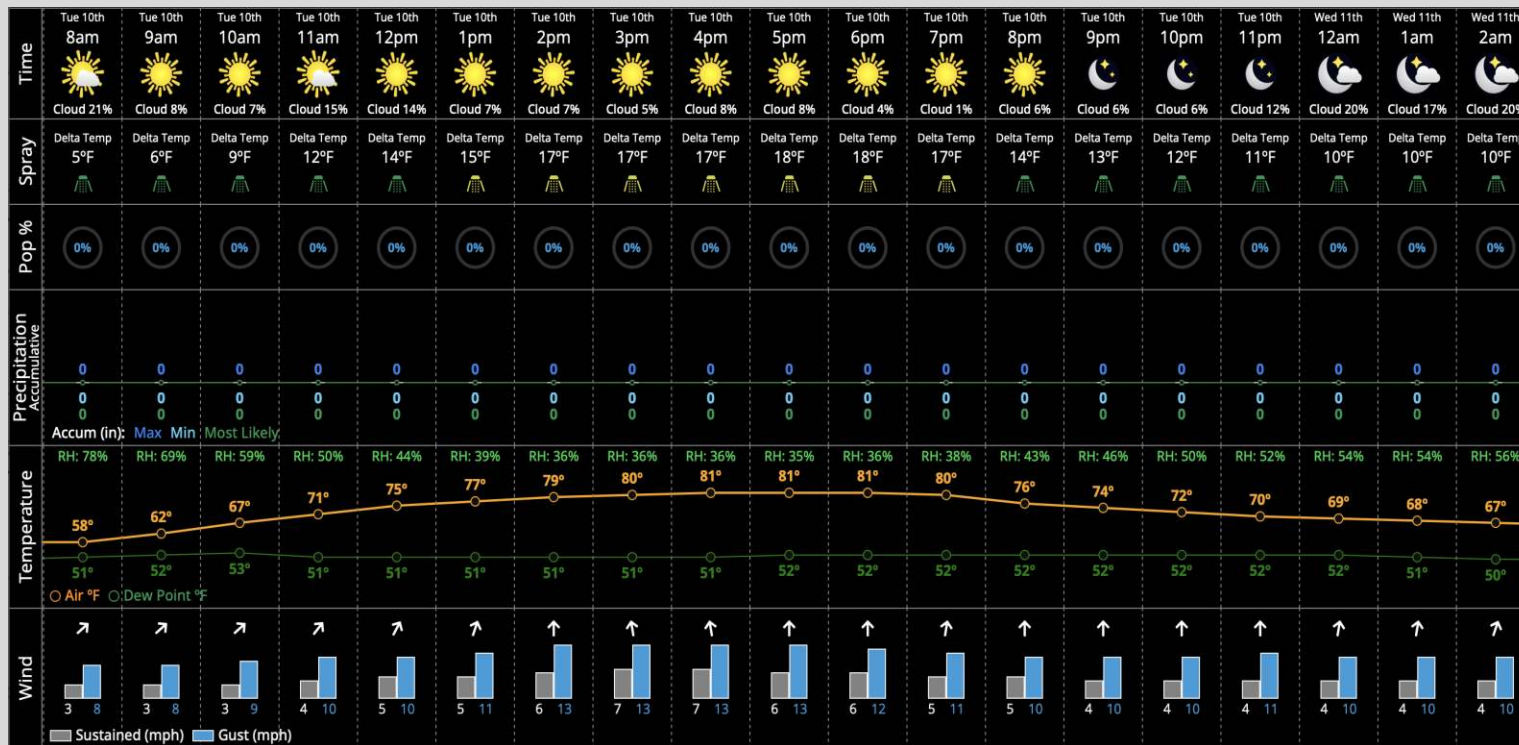 Time
Tue 10th Tue 10th Tue 10th Tue 10th Tue 10th Tue 10th Tue 10th Tue 10th Tue 10th Tue 10th Tue 10th Tue 10th Tue 10th Tue 10th Tue 10th Tue 10th Wed 11th Wed 11th Wed 11th
8am 9am 10am 11am 12pm 1pm 2pm 3pm 4pm 5pm 6pm 7pm 8pm 9pm 10pm 11pm 12am 1am 2am
Cloud 21% Cloud 8% Cloud 7% Cloud 15% Cloud 14% Cloud 7% Cloud 7% Cloud 5% Cloud 8% Cloud 8% Cloud 4% Cloud 1% Cloud 6% Cloud 6% Cloud 6% Cloud 12% Cloud 20% Cloud 17% Cloud 20%
Spray
Delta Temp Delta Temp Delta Temp Delta Temp Delta Temp Delta Temp Delta Temp Delta Temp Delta Temp Delta Temp Delta Temp Delta Temp Delta Temp Delta Temp Delta Temp Delta Temp Delta Temp Delta Temp Delta Temp
5°F 6°F 9°F 12°F 14°F 15°F 17°F 17°F 17°F 18°F 18°F 17°F 14°F 13°F 12°F 11°F 10°F 10°F 10°F
Pop %
0% 0% 0% 0% 0% 0% 0% 0% 0% 0% 0% 0% 0% 0% 0% 0% 0% 0% 0%
Precipitation
Accumulative
0 0 0 0 0 0 0 0 0 0 0 0 0 0 0 0 0 0 0
0 0 0 0 0 0 0 0 0 0 0 0 0 0 0 0 0 0 0
0 0 0 0 0 0 0 0 0 0 0 0 0 0 0 0 0 0 0
Accum (in): Max Min Most Likely
Temperature
RH: 78% RH: 69% RH: 59% RH: 50% RH: 44% RH: 39% RH: 36% RH: 36% RH: 36% RH: 35% RH: 36% RH: 38% RH: 43% RH: 46% RH: 50% RH: 52% RH: 54% RH: 54% RH: 56%
58° 62° 67° 71° 75° 77° 79° 80° 81° 81° 81° 80° 76° 74° 72° 70° 69° 68° 67°
51° 52° 53° 51° 51° 51° 51° 51° 51° 52° 52° 52° 52° 52° 52° 52° 52° 51° 50°
Air °F Dew Point °F
Wind
3 8 3 8 3 9 4 10 5 10 5 11 6 13 7 13 7 13 6 13 6 12 5 11 5 10 4 10 4 10 4 11 4 10 4 10 4 10
Sustained (mph) Gust (mph)